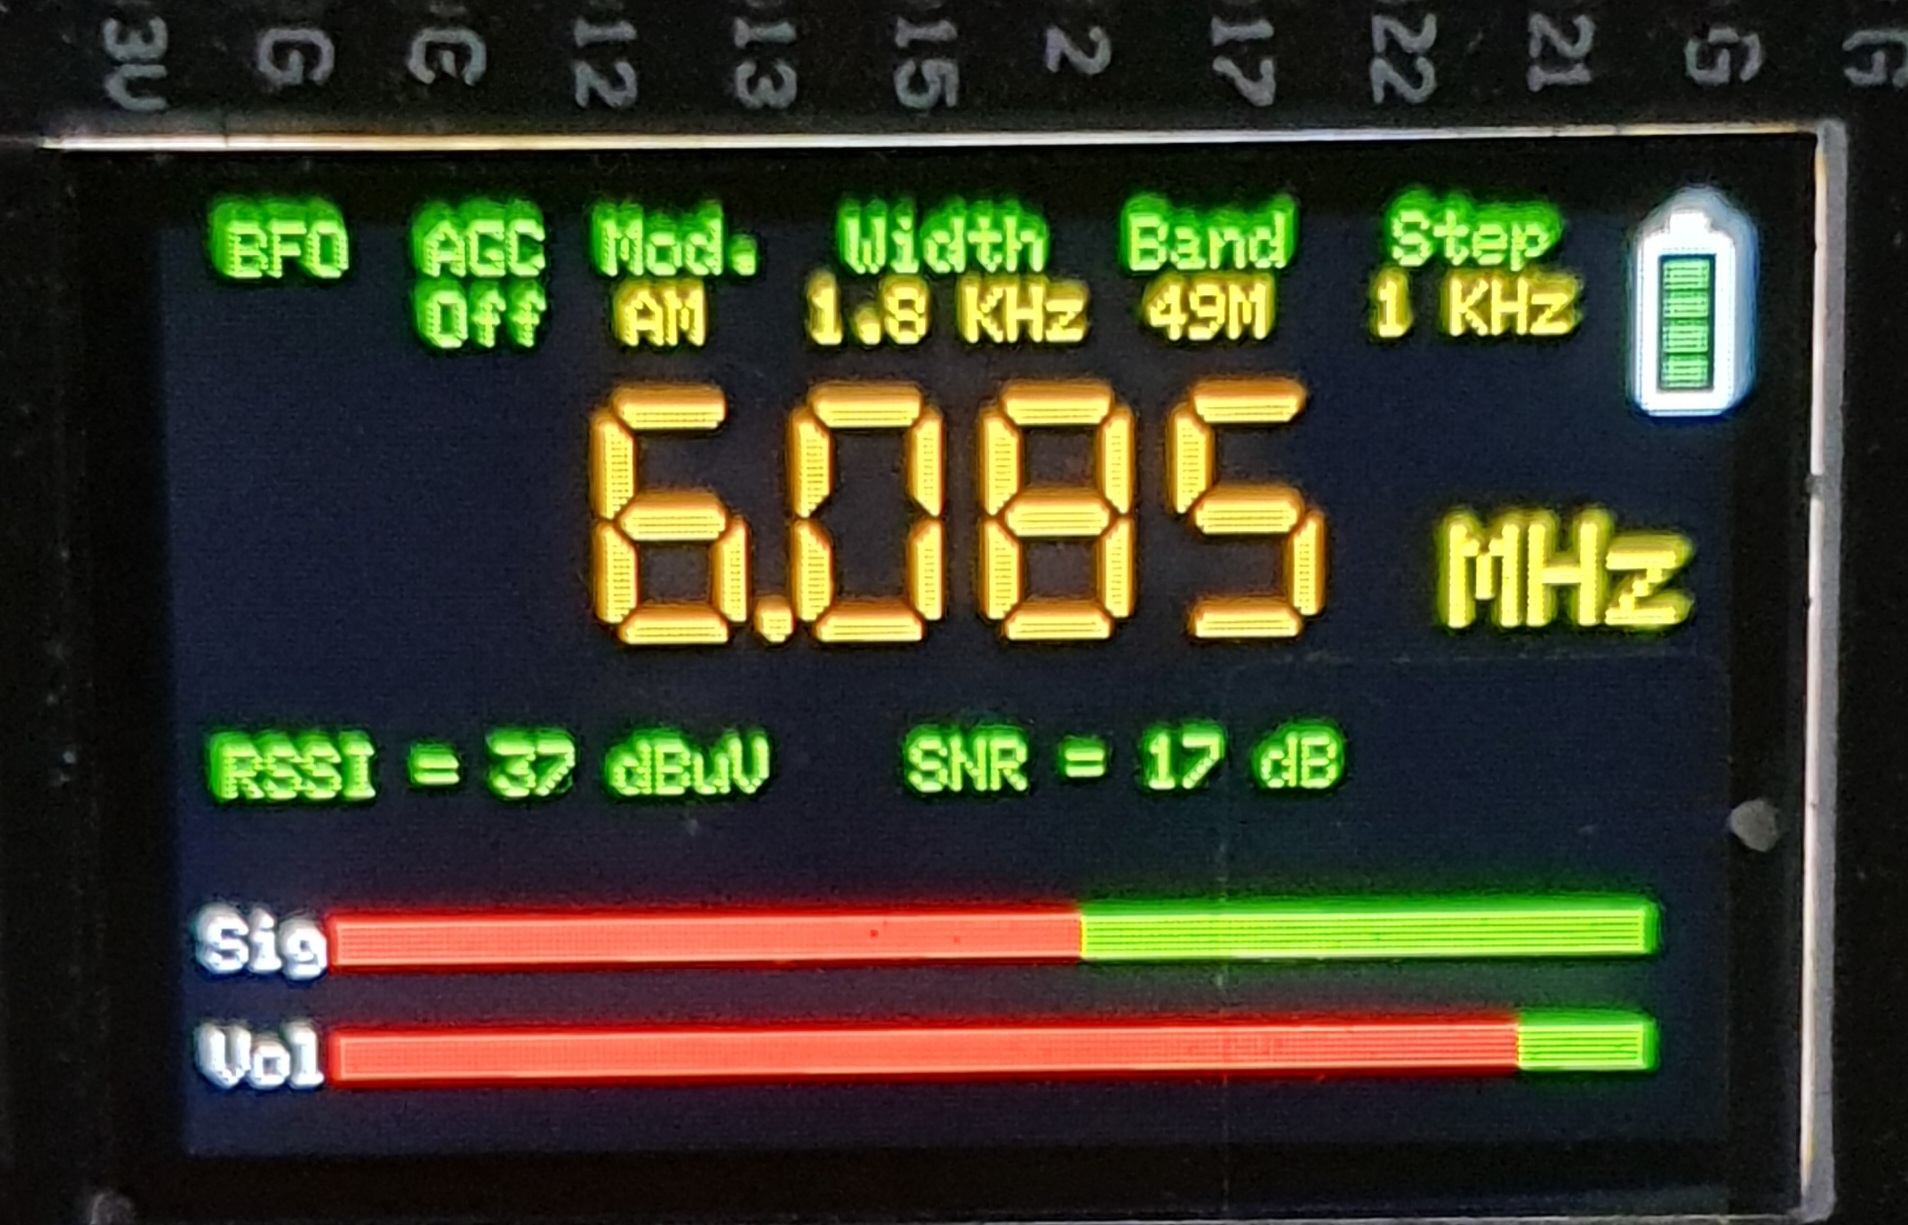 3V G G 12 13 15 2 17 22 21 G G
BFO AGC Mod. Width Band Step
Off AM 1.8 KHz 49M 1 KHz
6.085 MHz
RSSI = 37 dBuV SNR = 17 dB
Sig
Vol